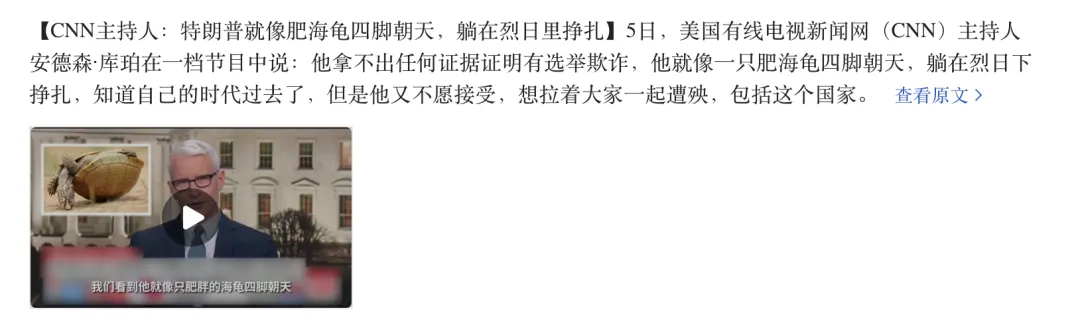 【CNN主持人：特朗普就像肥海龟四脚朝天，躺在烈日里挣扎】5日，美国有线电视新闻网（CNN）主持人
安德森·库珀在一档节目中说：他拿不出任何证据证明有选举欺诈，他就像一只肥海龟四脚朝天，躺在烈日下
挣扎，知道自己的时代过去了，但是他又不愿接受，想拉着大家一起遭殃，包括这个国家。 查看原文 >
我们看到他就像只肥胖的海龟四脚朝天